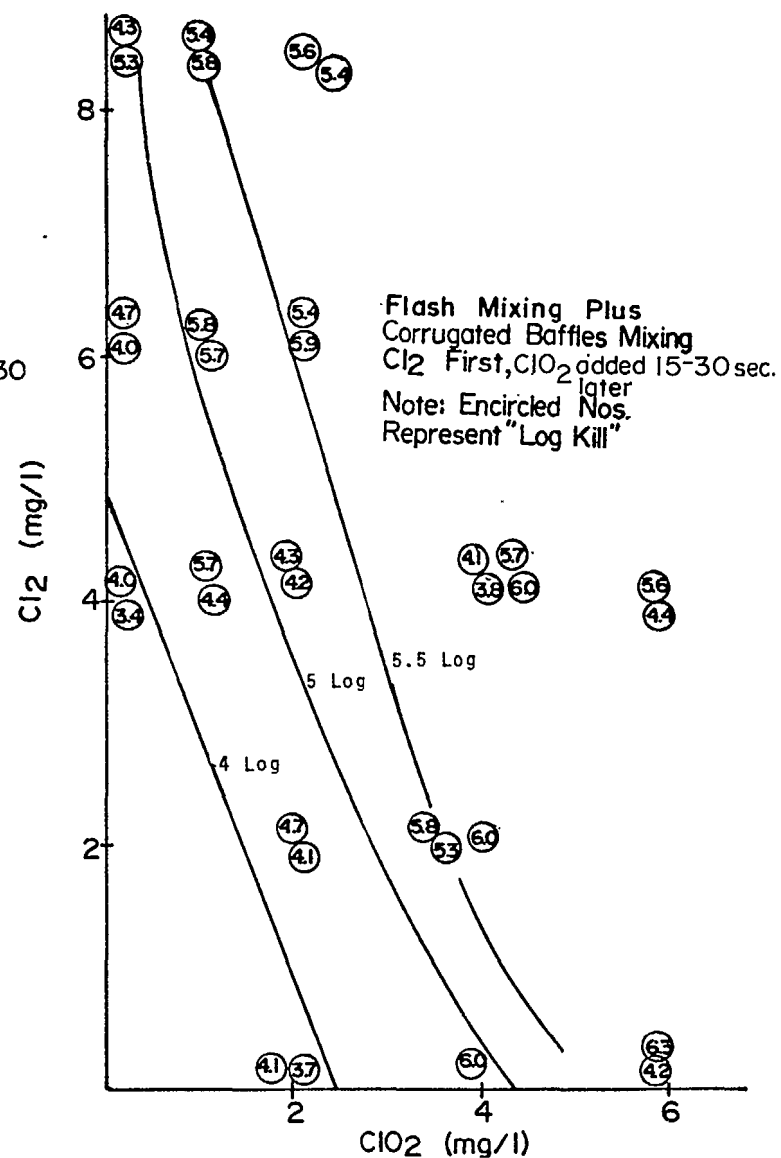 4.3 5.4 5.6
5.3 5.8 5.4
8
4.7 5.8 5.4
4.0 5.7 5.9
6
30
Flash Mixing Plus
Corrugated Baffles Mixing
Cl2 First, ClO2 added 15-30 sec.
later
Note: Encircled Nos.
Represent "Log Kill"
Cl2 (mg/l)
4.0 5.7 4.3 4.1 5.7 5.6
3.4 4.4 4.2 3.8 6.0 4.4
4
5.5 Log
5 Log
4 Log
4.7 5.8 6.0
4.1 5.3
2
4.1 3.7 6.0 6.3
4.2
2 4 6
ClO2 (mg/l)